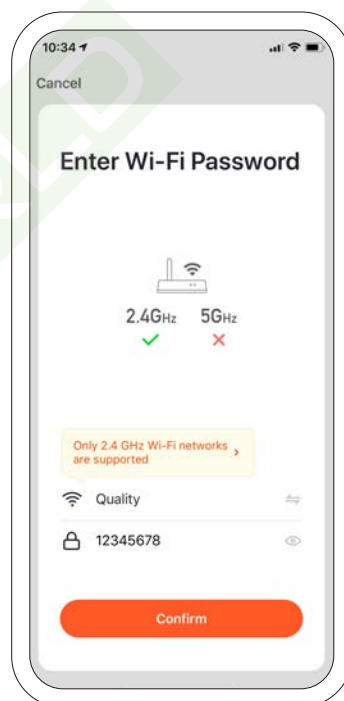 10:34
Cancel
Enter Wi-Fi Password
2.4GHz 5GHz
Only 2.4 GHz Wi-Fi networks
are supported
Quality
12345678
Confirm